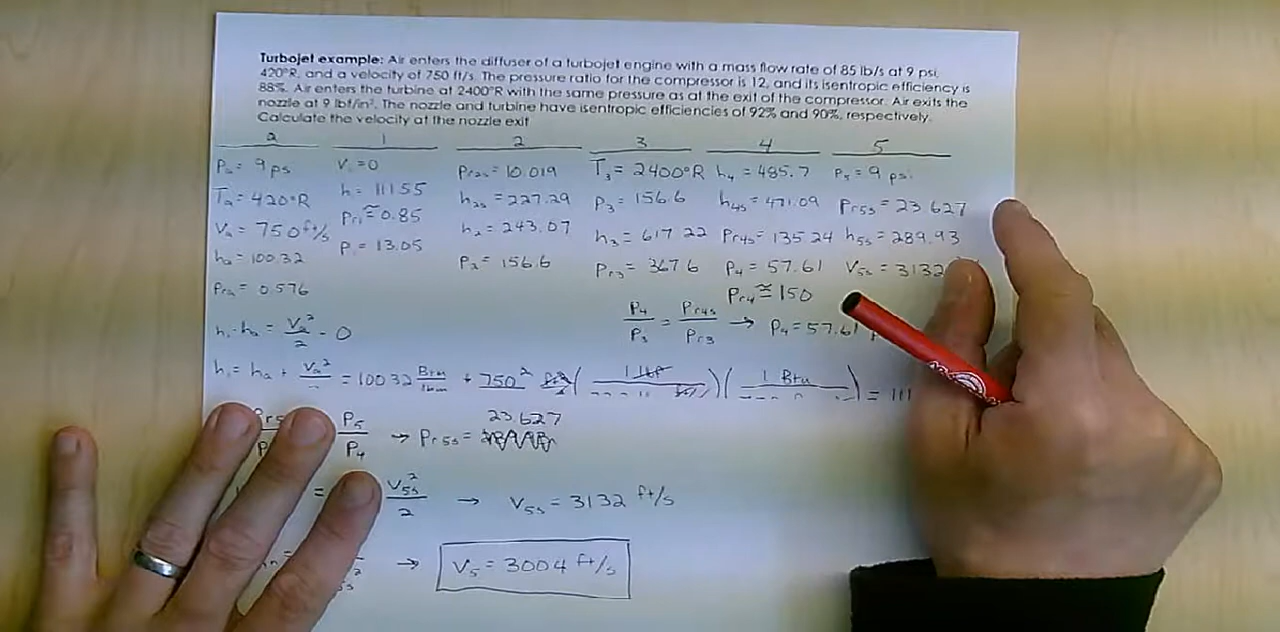 Turbojet example: Air enters the diffuser of a turbojet engine with a mass flow rate of 85 lb/s at 9 psi,
420°R, and a velocity of 750 ft/s. The pressure ratio for the compressor is 12, and its isentropic efficiency is
88%. Air enters the turbine at 2400°R with the same pressure as at the exit of the compressor. Air exits the
nozzle at 9 lbf/in². The nozzle and turbine have isentropic efficiencies of 92% and 90%, respectively.
Calculate the velocity at the nozzle exit
a 1 2 3 4 5
Pa = 9 psi V1 = 0 Pr2s = 10.019 T3 = 2400°R h4 = 485.7 P5 = 9 psi
Ta = 420°R h1 = 111.55 h2s = 227.29 P3 = 156.6 h4s = 471.09 Pr5s = 23.627
Va = 750 ft/s Pr1 ≅ 0.85 h2 = 243.07 h3 = 617.22 Pr4s = 135.24 h5s = 289.93
ha = 100.32 P1 = 13.05 P2 = 156.6 Pr3 = 367.6 P4 = 57.61 V5s = 3132
Pra = 0.576 Pr4 ≅ 150
P4/P3 = Pr4s/Pr3 → P4 = 57.61
h1 - ha = Va²/2 - 0
h1 = ha + Va²/ = 100.32 Btu/lbm + 750² ( 1 lbf )( 1 Btu ) = 111
P5/P4 → Pr5s = 23.627
= V5s²/2 → V5s = 3132 ft/s
→ V5 = 3004 ft/s